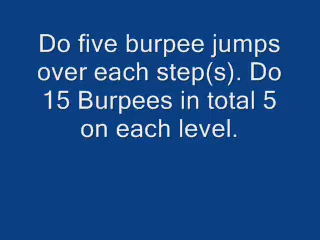 Do five burpee jumps
over each step(s). Do
15 Burpees in total 5
on each level.